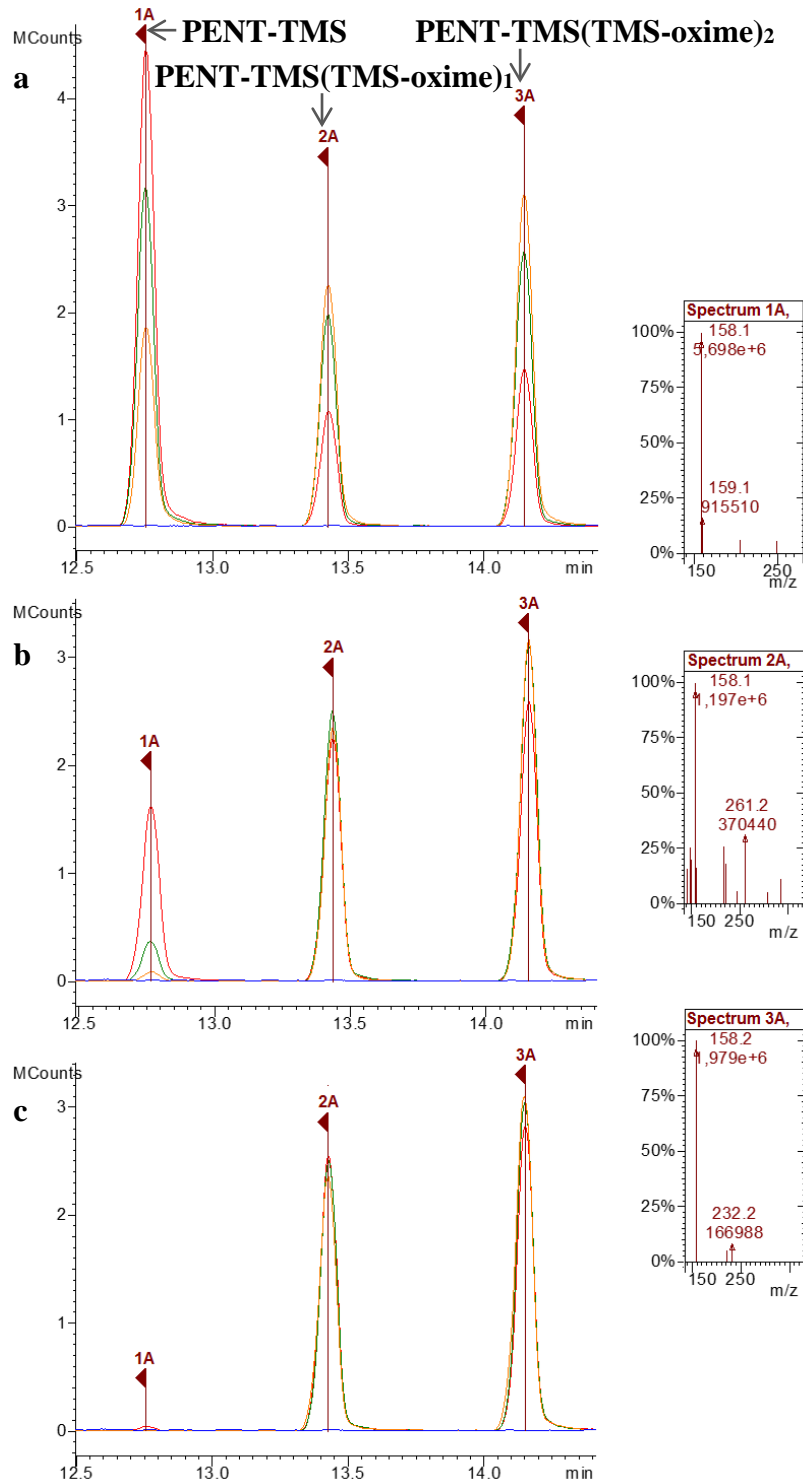 1A
MCounts
PENT-TMS
PENT-TMS(TMS-oxime)2
a
PENT-TMS(TMS-oxime)1
4
2A
3A
3
2
1
0
12.5 13.0 13.5 14.0 min
Spectrum 1A,
100%
158.1
5,698e+6
75%
50%
159.1
25%
915510
0%
150 250
m/z
MCounts
b
3
1A
2A
3A
2
1
0
12.5 13.0 13.5 14.0 min
Spectrum 2A,
100%
158.1
1,197e+6
75%
50%
261.2
370440
25%
0%
150 250
m/z
MCounts
c
3
1A
2A
3A
2
1
0
12.5 13.0 13.5 14.0 min
Spectrum 3A,
100%
158.2
1,979e+6
75%
50%
25%
232.2
166988
0%
150 250
m/z